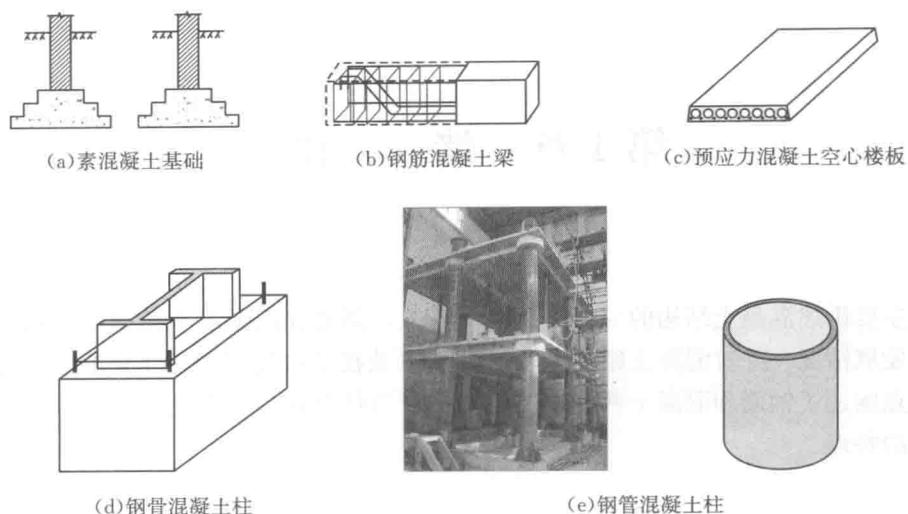 (a)素混凝土基础
(b)钢筋混凝土梁
(c)预应力混凝土空心楼板
(d)钢骨混凝土柱
(e)钢管混凝土柱